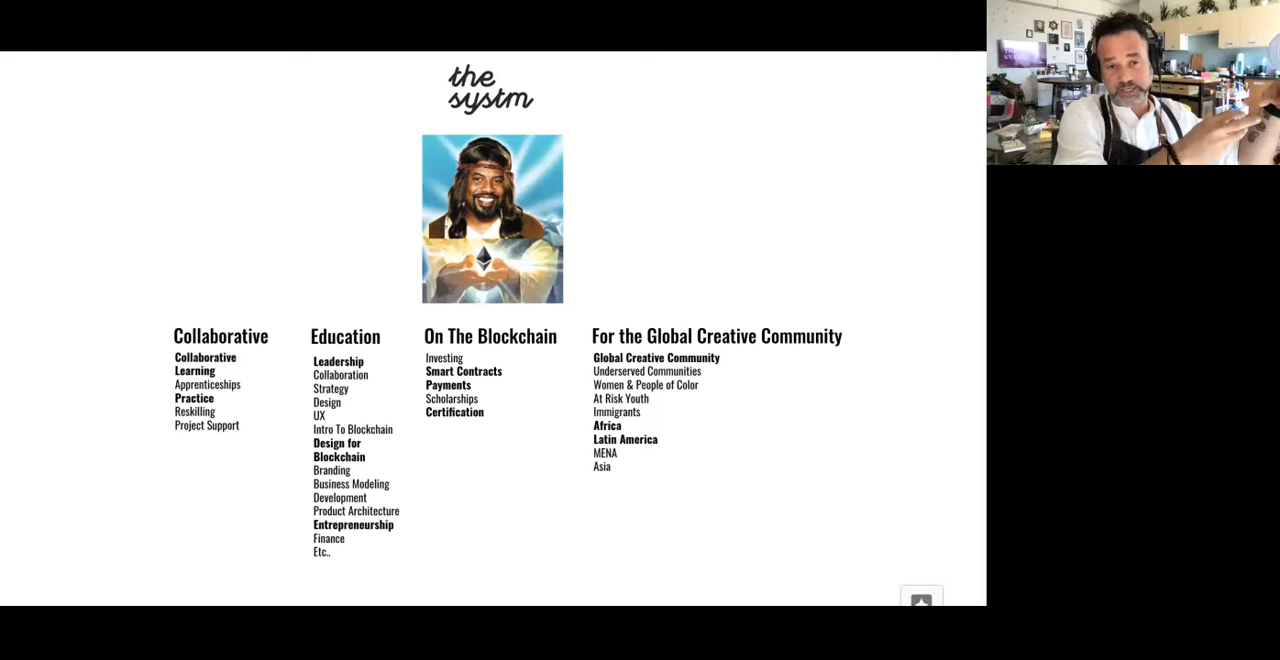 the
systm
Collaborative
Collaborative
Learning
Apprenticeships
Practice
Reskilling
Project Support
Education
Leadership
Collaboration
Strategy
Design
UX
Intro To Blockchain
Design for
Blockchain
Branding
Business Modeling
Development
Product Architecture
Entrepreneurship
Finance
Etc..
On The Blockchain
Investing
Smart Contracts
Payments
Scholarships
Certification
For the Global Creative Community
Global Creative Community
Underserved Communities
Women & People of Color
At Risk Youth
Immigrants
Africa
Latin America
MENA
Asia